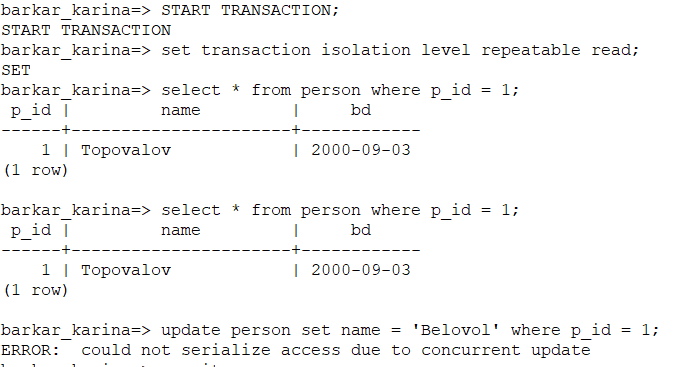 barkar_karina=> START TRANSACTION;
START TRANSACTION
barkar_karina=> set transaction isolation level repeatable read;
SET
barkar_karina=> select * from person where p_id = 1;
 p_id |         name         |     bd
------+----------------------+------------
    1 | Topovalov            | 2000-09-03
(1 row)

barkar_karina=> select * from person where p_id = 1;
 p_id |         name         |     bd
------+----------------------+------------
    1 | Topovalov            | 2000-09-03
(1 row)

barkar_karina=> update person set name = 'Belovol' where p_id = 1;
ERROR:  could not serialize access due to concurrent update